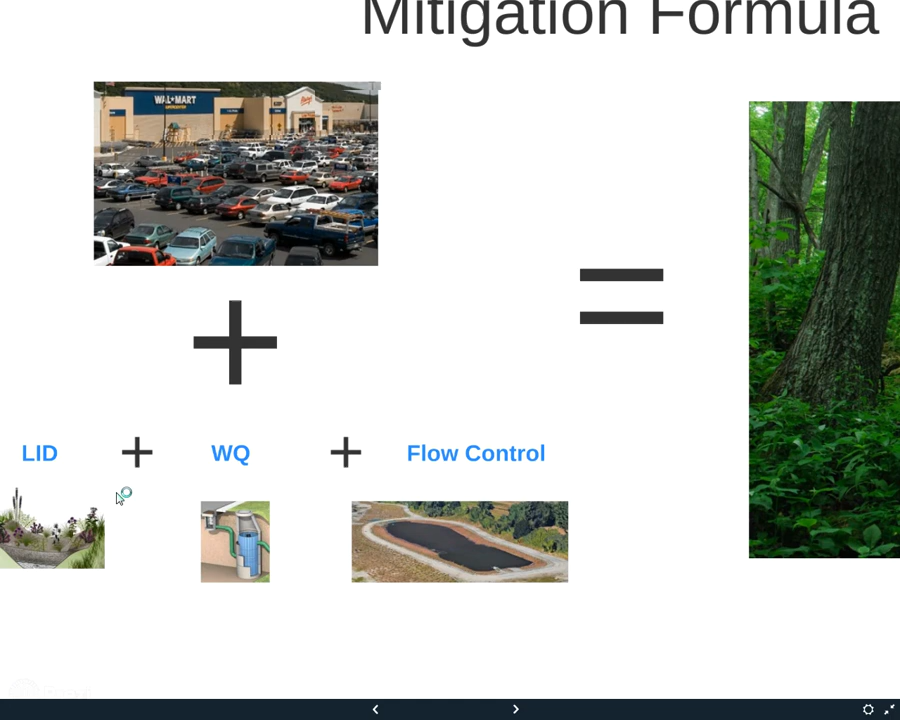 Mitigation Formula
WAL★MART
LID + WQ + Flow Control